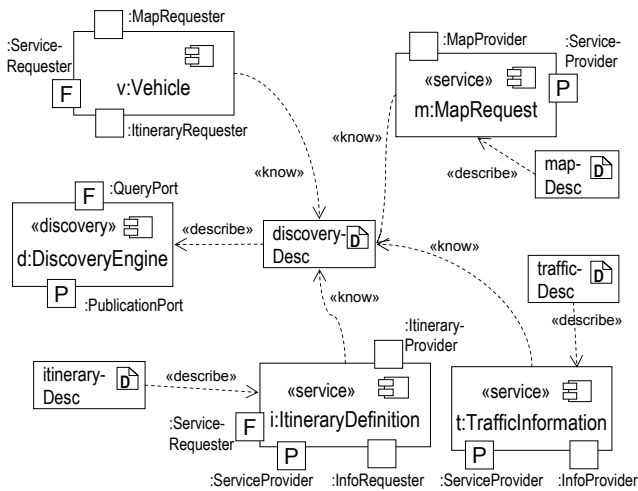 :MapRequester
:Service-
Requester
F
v:Vehicle
:ItineraryRequester
:MapProvider
:Service-
Provider
«service»
P
m:MapRequest
«know»
«know»
«describe»
map-
Desc
D
F
:QueryPort
«discovery»
d:DiscoveryEngine
P
:PublicationPort
«describe»
discovery-
Desc
D
«know»
«know»
traffic-
Desc
D
«describe»
:Itinerary-
Provider
itinerary-
Desc
D
«describe»
«service»
i:ItineraryDefinition
:Service-
Requester
F
P
:ServiceProvider
:InfoRequester
«service»
t:TrafficInformation
P
:ServiceProvider
:InfoProvider